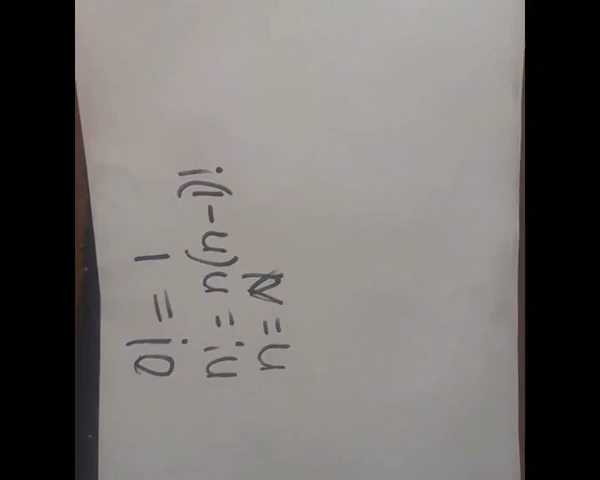 0! = 1
n! = n(n-1)!
n =